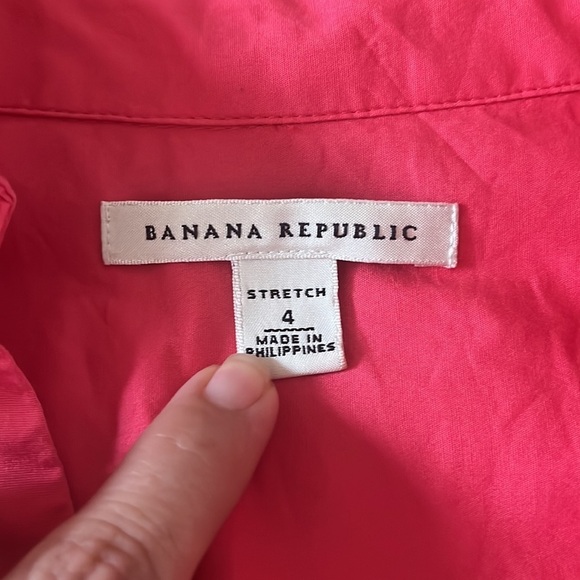 BANANA REPUBLIC
STRETCH
4
MADE IN
PHILIPPINES